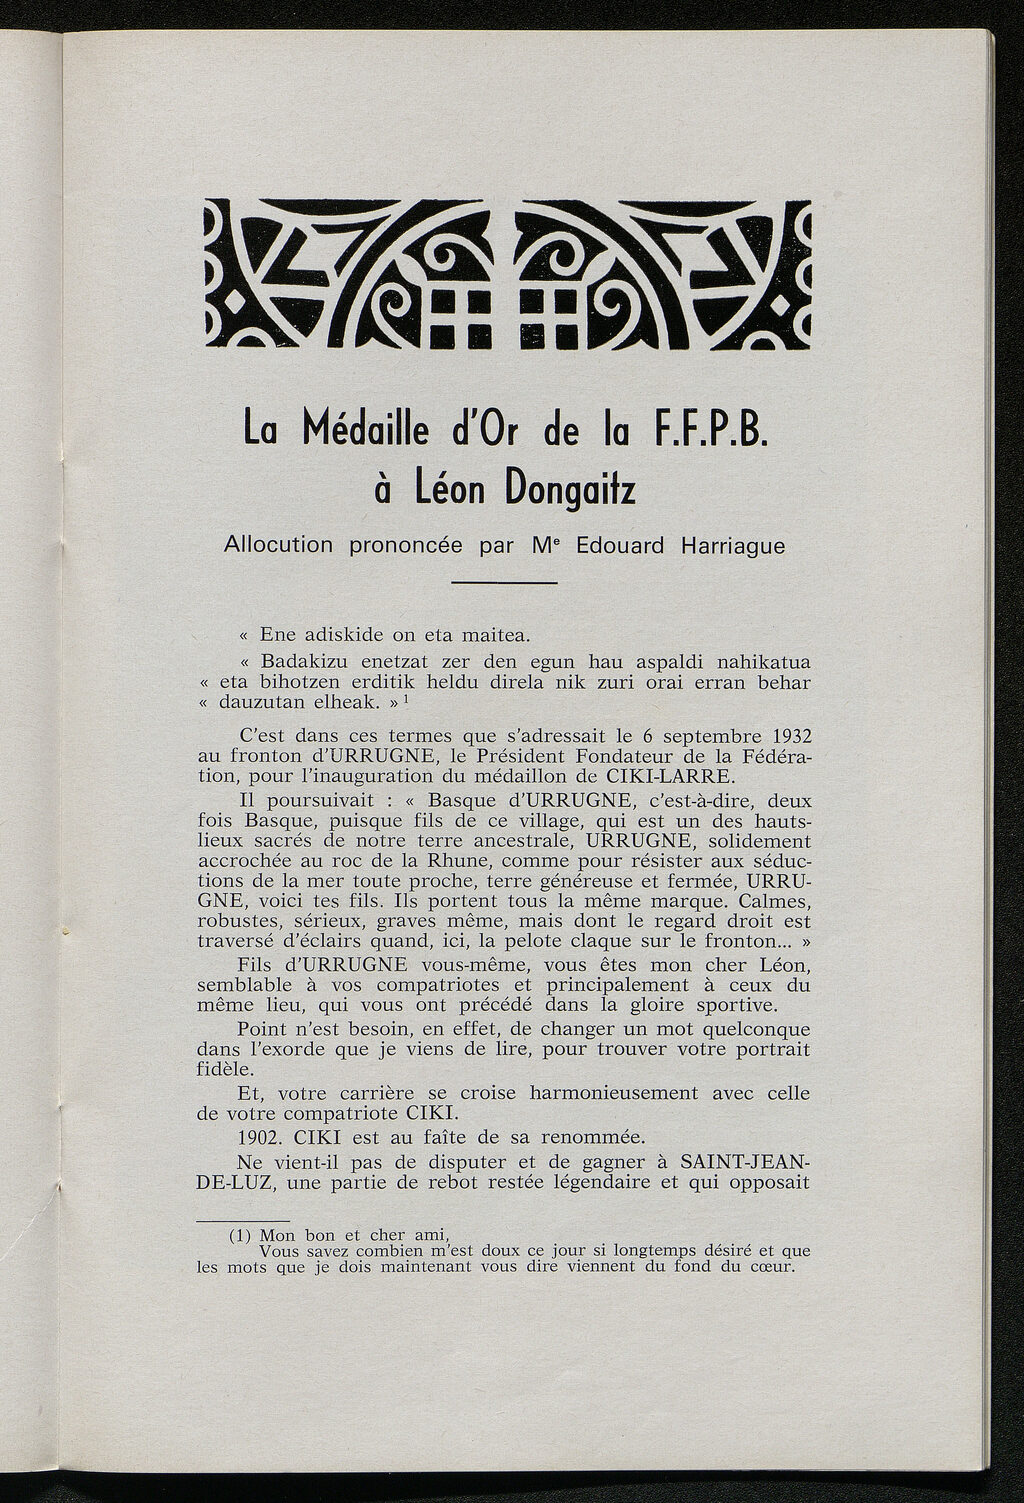 La Médaille d'Or de la F.F.P.B.
à Léon Dongaitz
Allocution prononcée par Me Edouard Harriague
« Ene adiskide on eta maitea.
« Badakizu enetzat zer den egun hau aspaldi nahikatua
« eta bihotzen erditik heldu direla nik zuri orai erran behar
« dauzutan elheak. » 1
C'est dans ces termes que s'adressait le 6 septembre 1932
au fronton d'URRUGNE, le Président Fondateur de la Fédéra-
tion, pour l'inauguration du médaillon de CIKI-LARRE.
Il poursuivait : « Basque d'URRUGNE, c'est-à-dire, deux
fois Basque, puisque fils de ce village, qui est un des hauts-
lieux sacrés de notre terre ancestrale, URRUGNE, solidement
accrochée au roc de la Rhune, comme pour résister aux séduc-
tions de la mer toute proche, terre généreuse et fermée, URRU-
GNE, voici tes fils. Ils portent tous la même marque. Calmes,
robustes, sérieux, graves même, mais dont le regard droit est
traversé d'éclairs quand, ici, la pelote claque sur le fronton... »
Fils d'URRUGNE vous-même, vous êtes mon cher Léon,
semblable à vos compatriotes et principalement à ceux du
même lieu, qui vous ont précédé dans la gloire sportive.
Point n'est besoin, en effet, de changer un mot quelconque
dans l'exorde que je viens de lire, pour trouver votre portrait
fidèle.
Et, votre carrière se croise harmonieusement avec celle
de votre compatriote CIKI.
1902. CIKI est au faîte de sa renommée.
Ne vient-il pas de disputer et de gagner à SAINT-JEAN-
DE-LUZ, une partie de rebot restée légendaire et qui opposait
(1) Mon bon et cher ami,
Vous savez combien m'est doux ce jour si longtemps désiré et que
les mots que je dois maintenant vous dire viennent du fond du cœur.